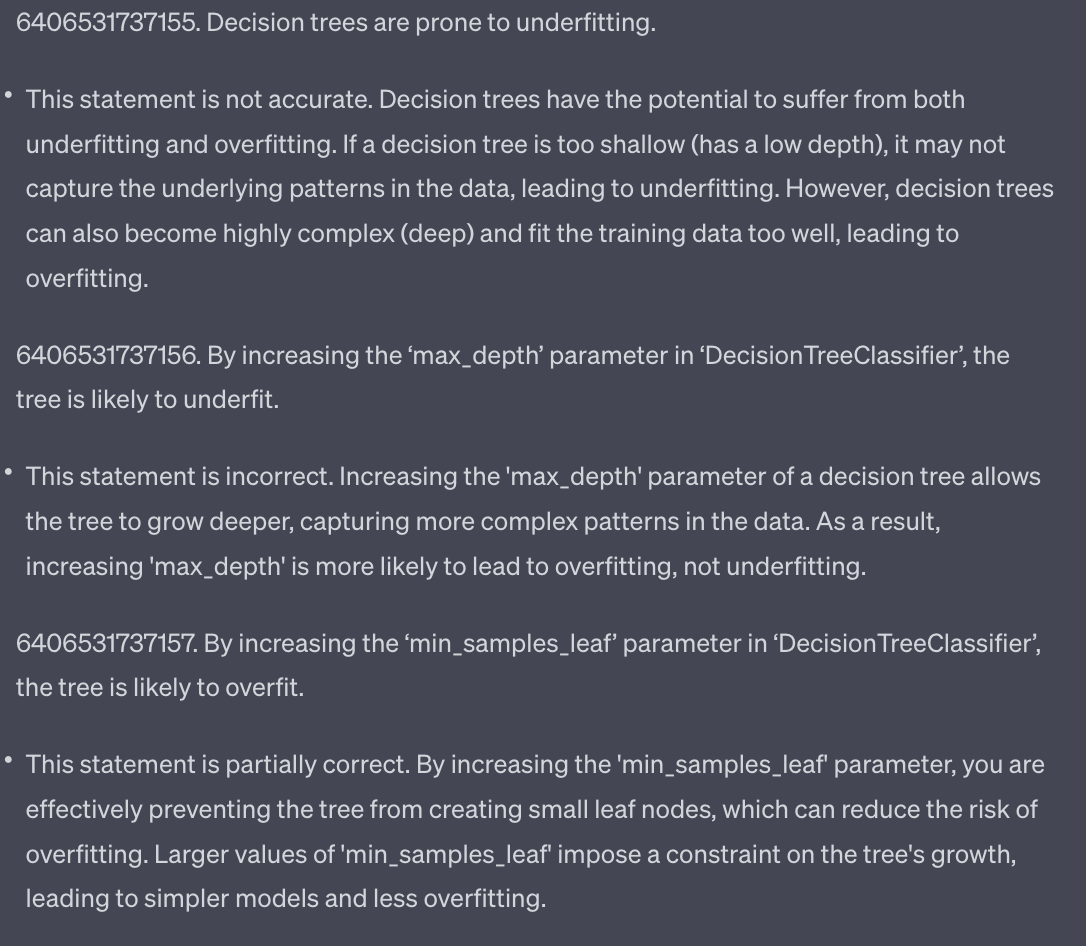 6406531737155. Decision trees are prone to underfitting.
• This statement is not accurate. Decision trees have the potential to suffer from both
underfitting and overfitting. If a decision tree is too shallow (has a low depth), it may not
capture the underlying patterns in the data, leading to underfitting. However, decision trees
can also become highly complex (deep) and fit the training data too well, leading to
overfitting.
6406531737156. By increasing the ‘max_depth’ parameter in ‘DecisionTreeClassifier’, the
tree is likely to underfit.
• This statement is incorrect. Increasing the 'max_depth' parameter of a decision tree allows
the tree to grow deeper, capturing more complex patterns in the data. As a result,
increasing 'max_depth' is more likely to lead to overfitting, not underfitting.
6406531737157. By increasing the ‘min_samples_leaf’ parameter in ‘DecisionTreeClassifier’,
the tree is likely to overfit.
• This statement is partially correct. By increasing the 'min_samples_leaf' parameter, you are
effectively preventing the tree from creating small leaf nodes, which can reduce the risk of
overfitting. Larger values of 'min_samples_leaf' impose a constraint on the tree's growth,
leading to simpler models and less overfitting.